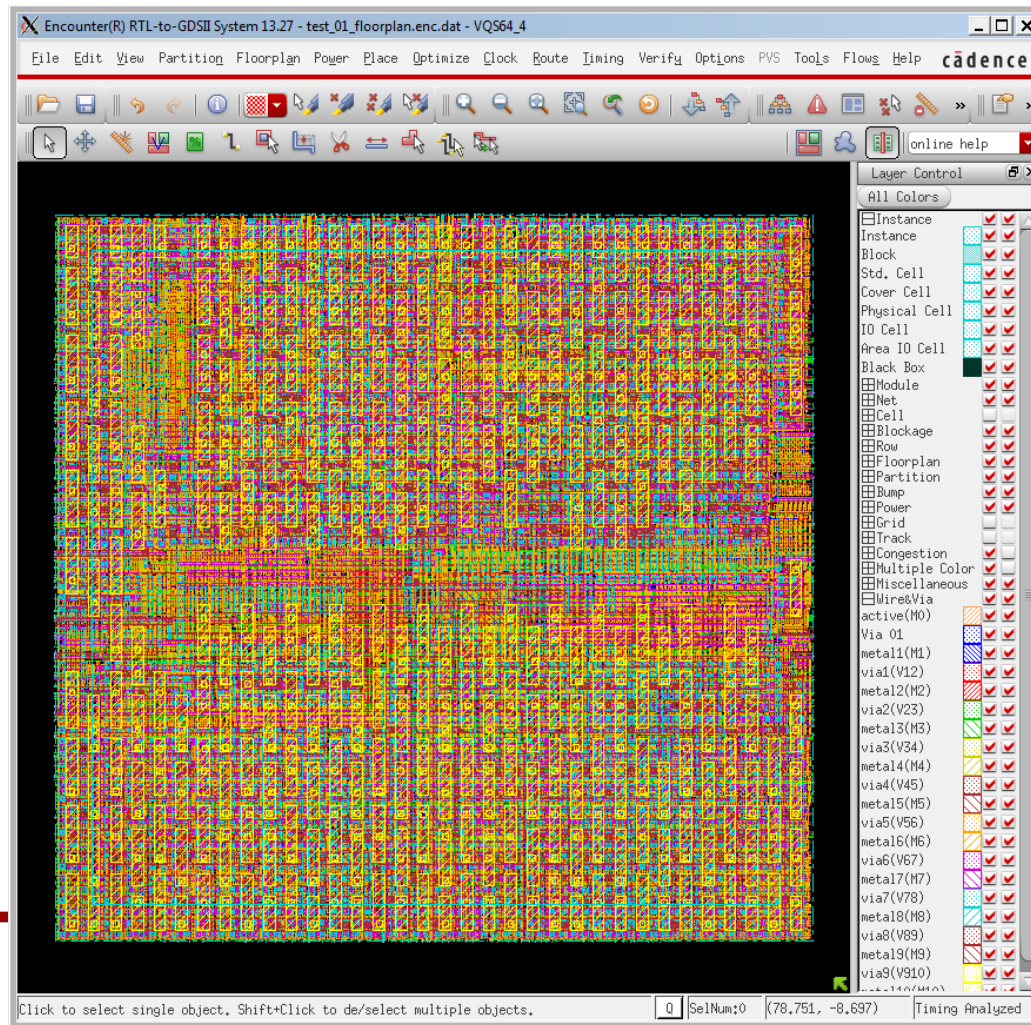 Encounter(R) RTL-to-GDSII System 13.27 - test_01_floorplan.enc.dat - VQS64_4
File Edit View Partition Floorplan Power Place Optimize Clock Route Timing Verify Options PVS Tools Flows Help cādence
online help
Layer Control
All Colors
Instance
Instance
Block
Std. Cell
Cover Cell
Physical Cell
IO Cell
Area IO Cell
Black Box
Module
Net
Cell
Blockage
Row
Floorplan
Partition
Bump
Power
Grid
Track
Congestion
Multiple Color
Miscellaneous
Wire&Via
active(M0)
Via 01
metal1(M1)
via1(V12)
metal2(M2)
via2(V23)
metal3(M3)
via3(V34)
metal4(M4)
via4(V45)
metal5(M5)
via5(V56)
metal6(M6)
via6(V67)
metal7(M7)
via7(V78)
metal8(M8)
via8(V89)
metal9(M9)
via9(V910)
metal10(M10)
Click to select single object. Shift+Click to de/select multiple objects. Q SelNum:0 (78.751, -8.697) Timing Analyzed